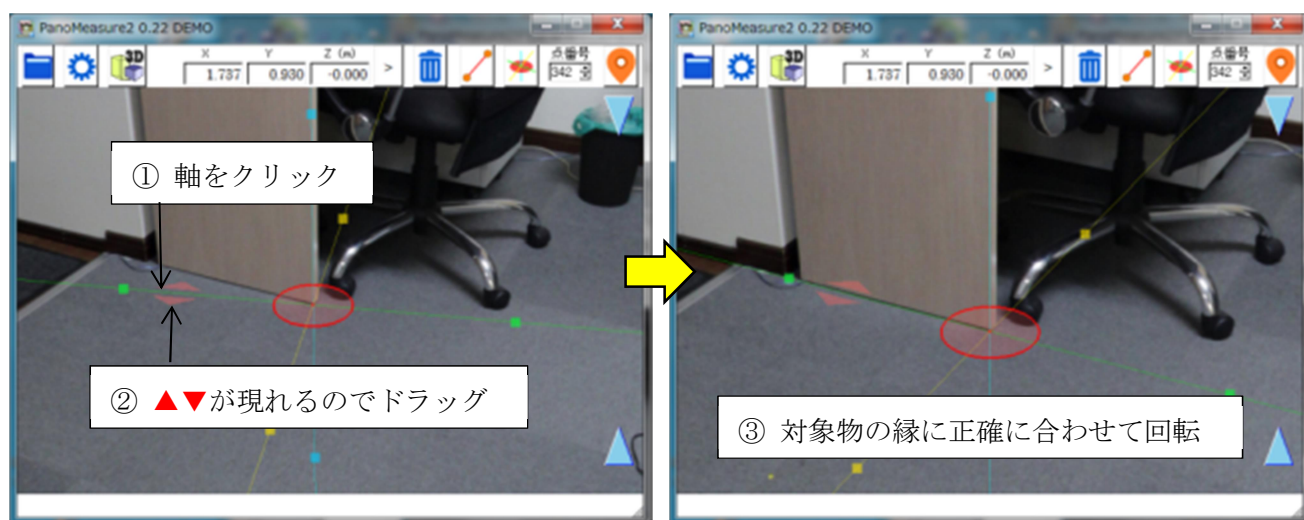 PanoMeasure2 0.22 DEMO
3D
X Y Z (m)
1.737 0.930 -0.000 >
点番号
342
① 軸をクリック
② ▲▼が現れるのでドラッグ
PanoMeasure2 0.22 DEMO
3D
X Y Z (m)
1.737 0.930 -0.000 >
点番号
342
③ 対象物の縁に正確に合わせて回転